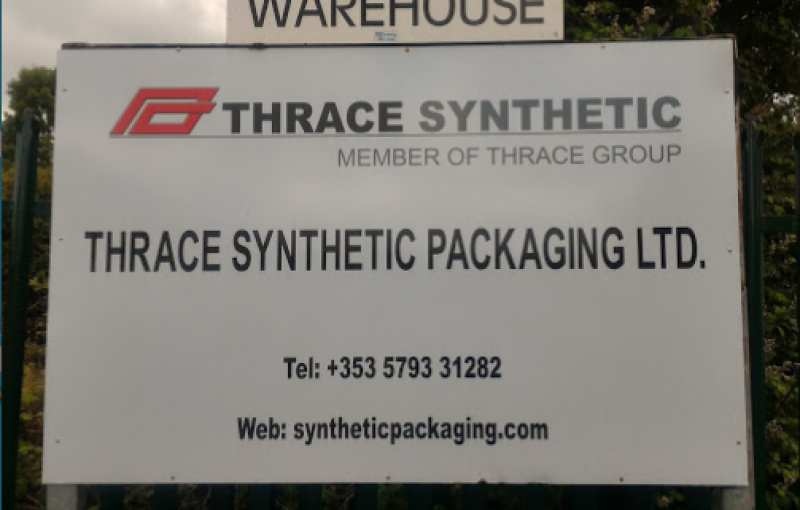 WAREHOUSE
THRACE SYNTHETIC
MEMBER OF THRACE GROUP
THRACE SYNTHETIC PACKAGING LTD.
Tel: +353 5793 31282
Web: syntheticpackaging.com